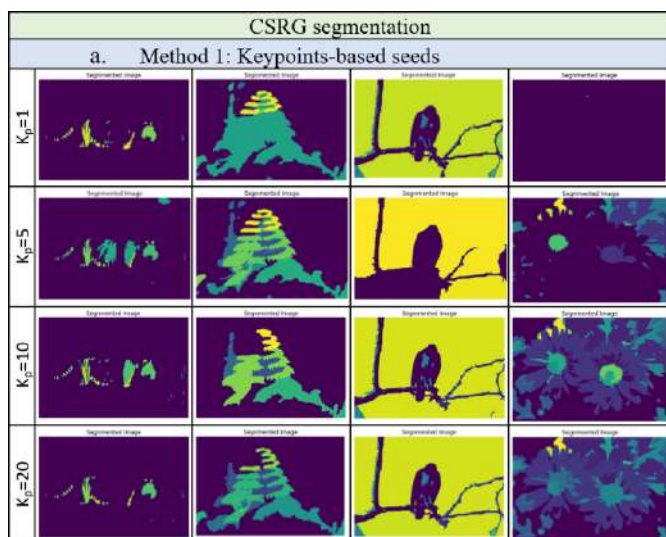 CSRG segmentation
a. Method 1: Keypoints-based seeds
Segmented Image Segmented Image Segmented Image Segmented Image
Kp=1
Segmented Image Segmented Image Segmented Image Segmented Image
Kp=5
Segmented Image Segmented Image Segmented Image Segmented Image
Kp=10
Segmented Image Segmented Image Segmented Image Segmented Image
Kp=20